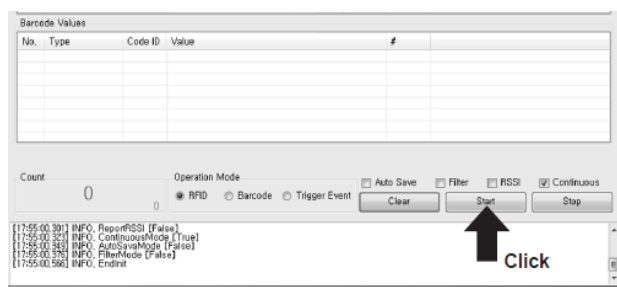 Barcode Values
No. Type Code ID Value #
Count
0
0
Operation Mode
RFID Barcode Trigger Event
Auto Save Filter RSSI Continuous
Clear Start Stop
[17:55:00,301] INFO, ReportRSSI [False]
[17:55:00,323] INFO, ContinuousMode [True]
[17:55:00,349] INFO, AutoSavaMode [False]
[17:55:00,376] INFO, FilterMode [False]
[17:55:00,566] INFO, EndInit
Click